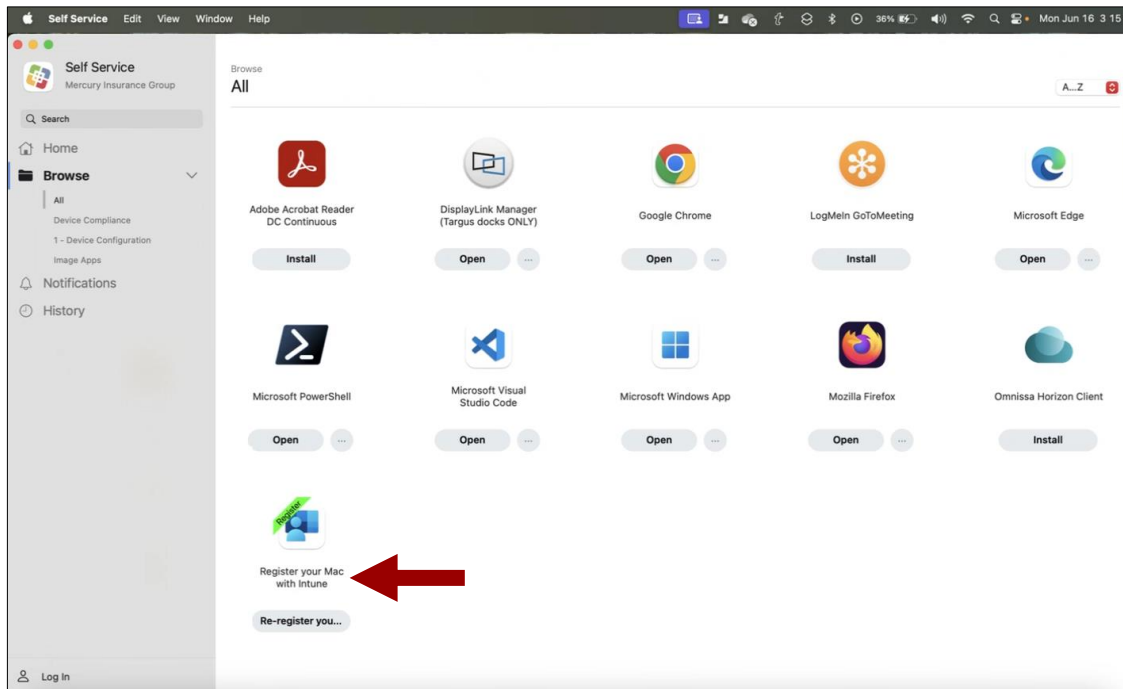 Self Service Edit View Window Help
36%
Mon Jun 16 3 15
Self Service
Mercury Insurance Group
Search
Home
Browse
All
Device Compliance
1 - Device Configuration
Image Apps
Notifications
History
Log In
Browse
All
A...Z
Adobe Acrobat Reader
DC Continuous
Install
DisplayLink Manager
(Targus docks ONLY)
Open ...
Google Chrome
Open ...
LogMeIn GoToMeeting
Install
Microsoft Edge
Open ...
Microsoft PowerShell
Open ...
Microsoft Visual
Studio Code
Open ...
Microsoft Windows App
Open ...
Mozilla Firefox
Open ...
Omnissa Horizon Client
Install
Register
Register your Mac
with Intune
Re-register you...